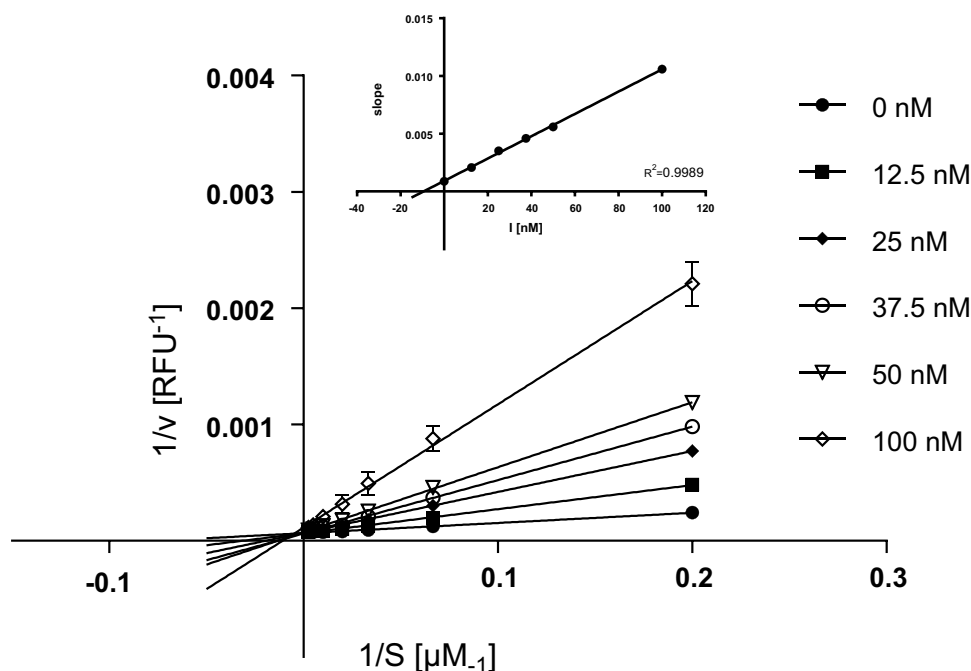 0.015
0.010
0.005
slope
-40 -20 20 40 60 80 100 120
I [nM]
R²=0.9989
0.004
0.003
0.002
0.001
1/v [RFU⁻¹]
-0.1 0.1 0.2 0.3
1/S [µM₋₁]
0 nM
12.5 nM
25 nM
37.5 nM
50 nM
100 nM